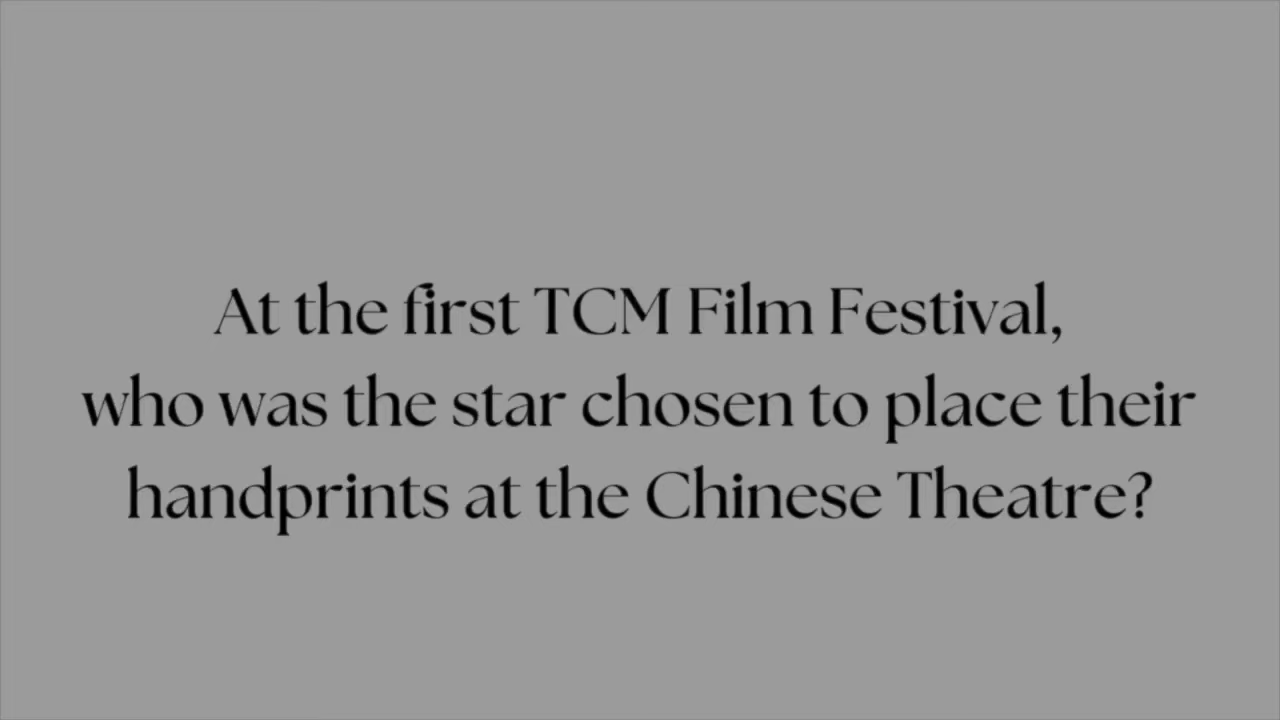 At the first TCM Film Festival,
who was the star chosen to place their
handprints at the Chinese Theatre?